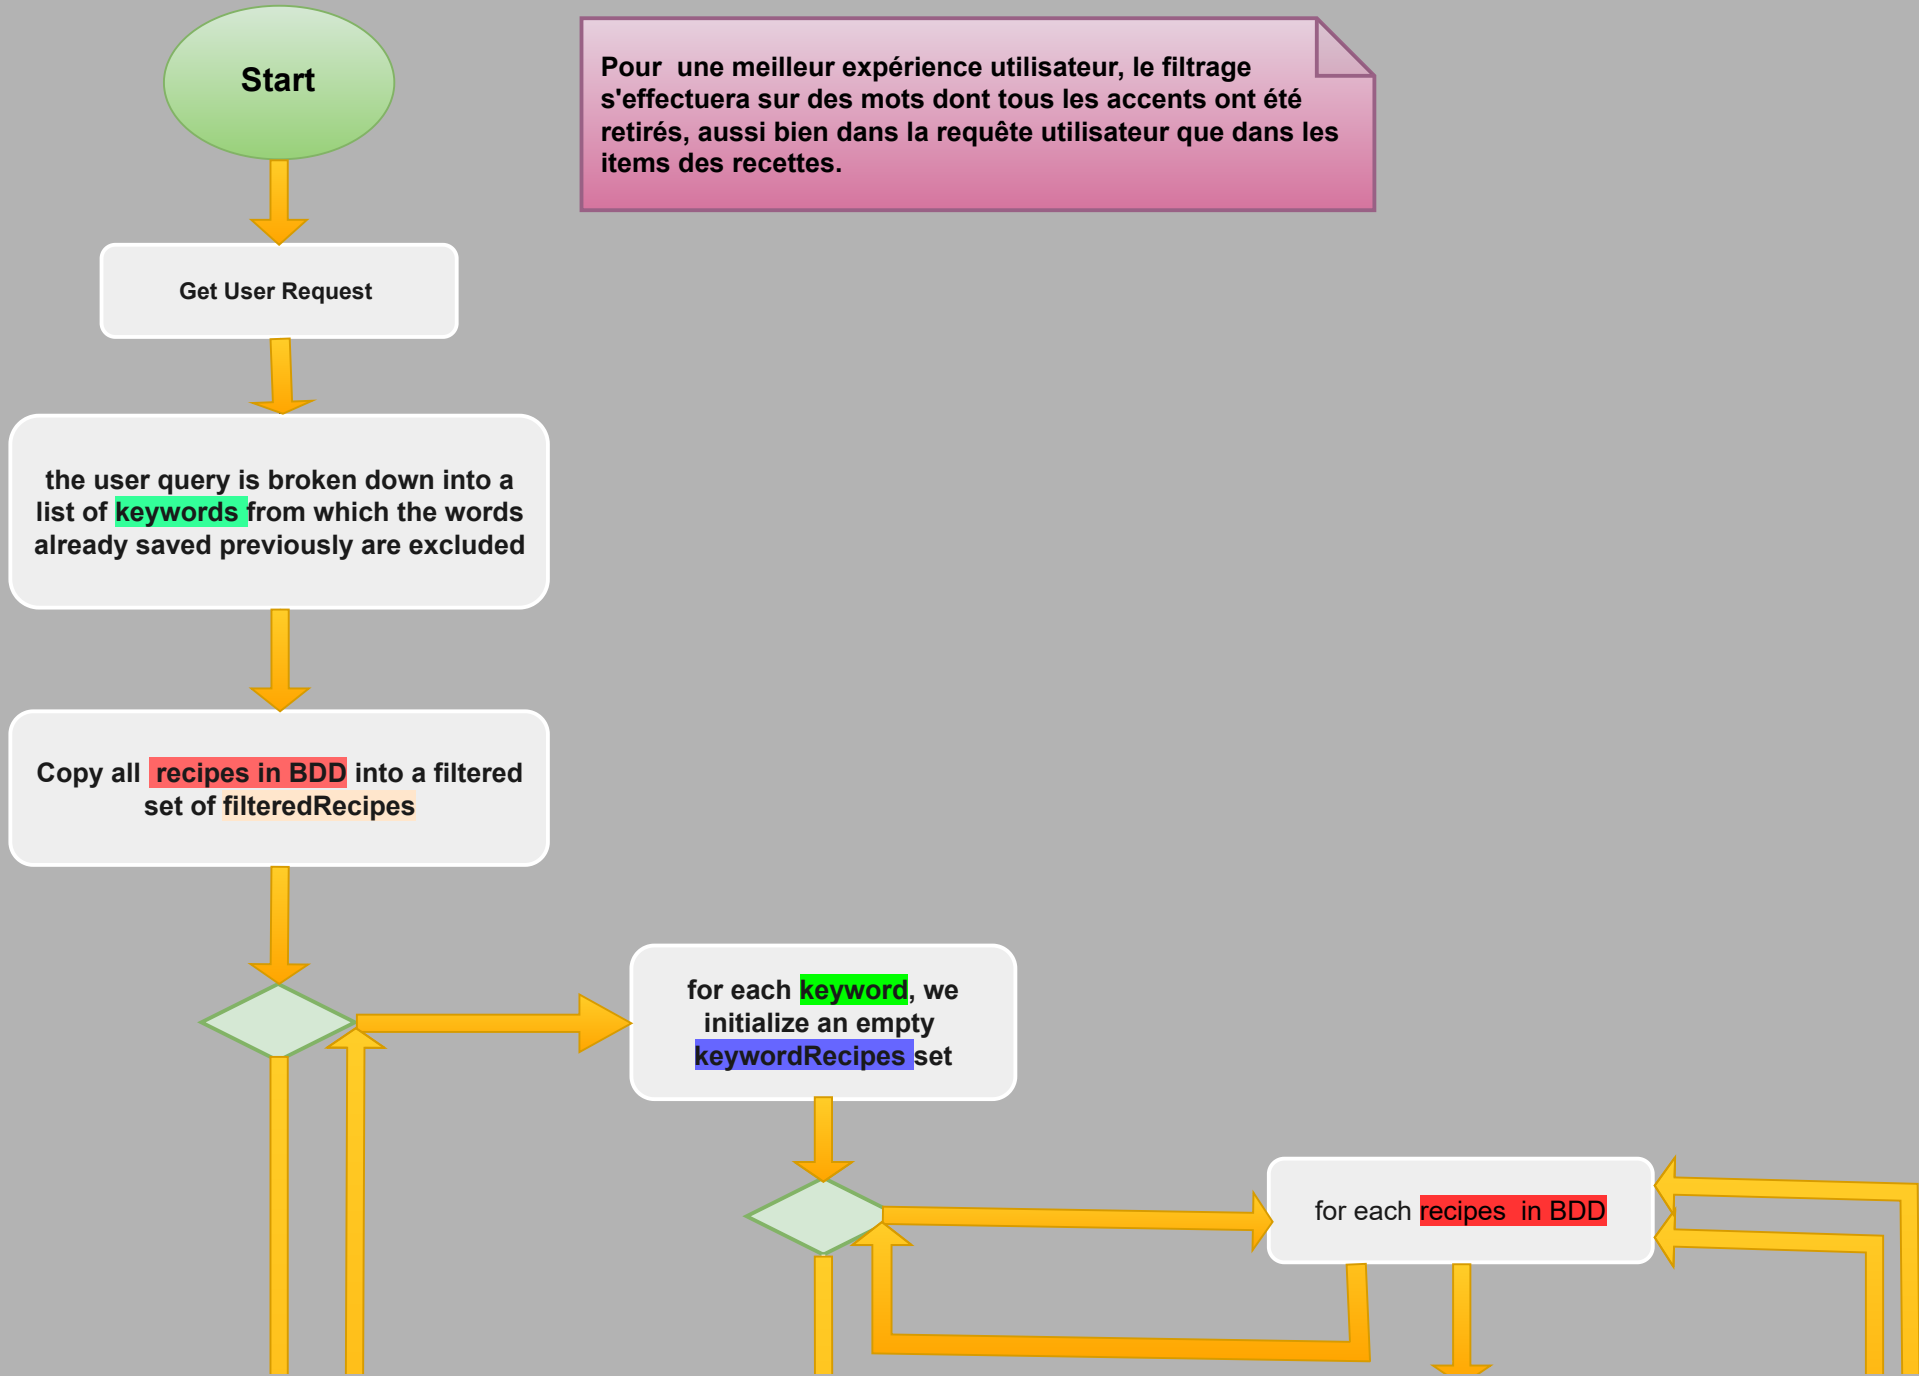 Start
Pour une meilleur expérience utilisateur, le filtrage
s'effectuera sur des mots dont tous les accents ont été
retirés, aussi bien dans la requête utilisateur que dans les
items des recettes.
Get User Request
the user query is broken down into a
list of keywords from which the words
already saved previously are excluded
Copy all recipes in BDD into a filtered
set of filteredRecipes
for each keyword, we
initialize an empty
keywordRecipes set
for each recipes in BDD